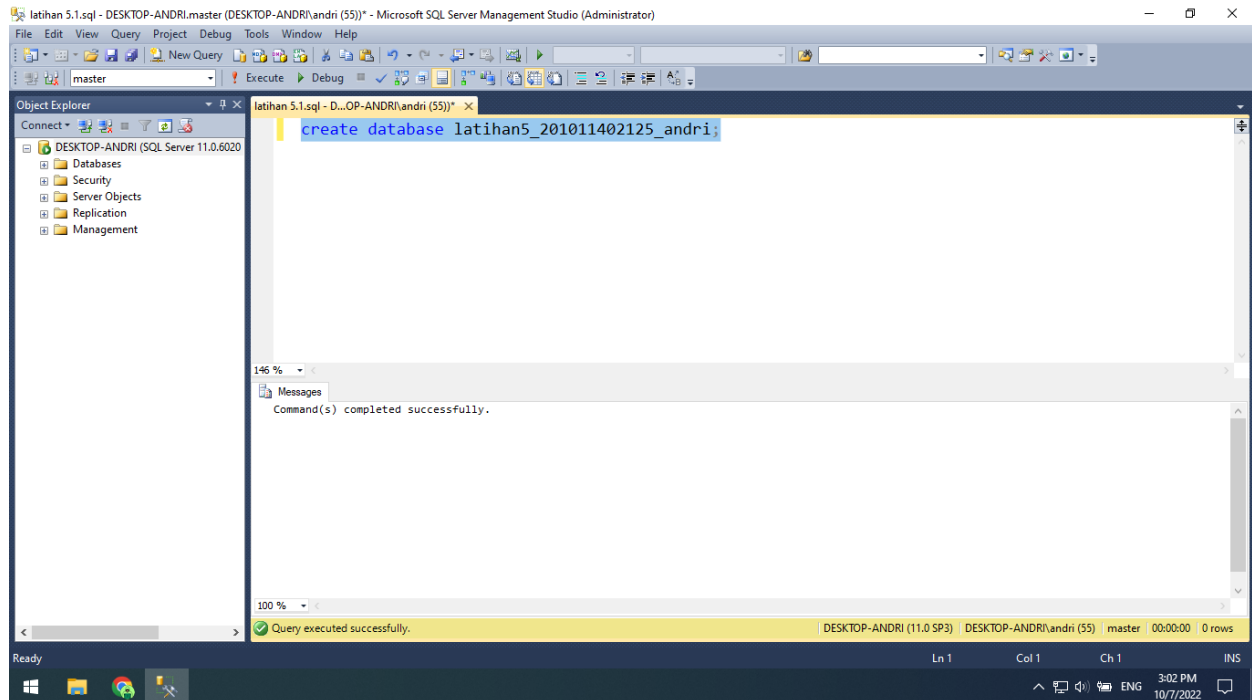 latihan 5.1.sql - DESKTOP-ANDRI.master (DESKTOP-ANDRI\andri (55))* - Microsoft SQL Server Management Studio (Administrator)
File Edit View Query Project Debug Tools Window Help
New Query
master Execute Debug
Object Explorer
Connect
DESKTOP-ANDRI (SQL Server 11.0.6020
Databases
Security
Server Objects
Replication
Management
latihan 5.1.sql - D...OP-ANDRI\andri (55))*
create database latihan5_201011402125_andri;
146 %
Messages
Command(s) completed successfully.
100 %
Query executed successfully. DESKTOP-ANDRI (11.0 SP3) DESKTOP-ANDRI\andri (55) master 00:00:00 0 rows
Ready Ln 1 Col 1 Ch 1 INS
ENG
3:02 PM
10/7/2022